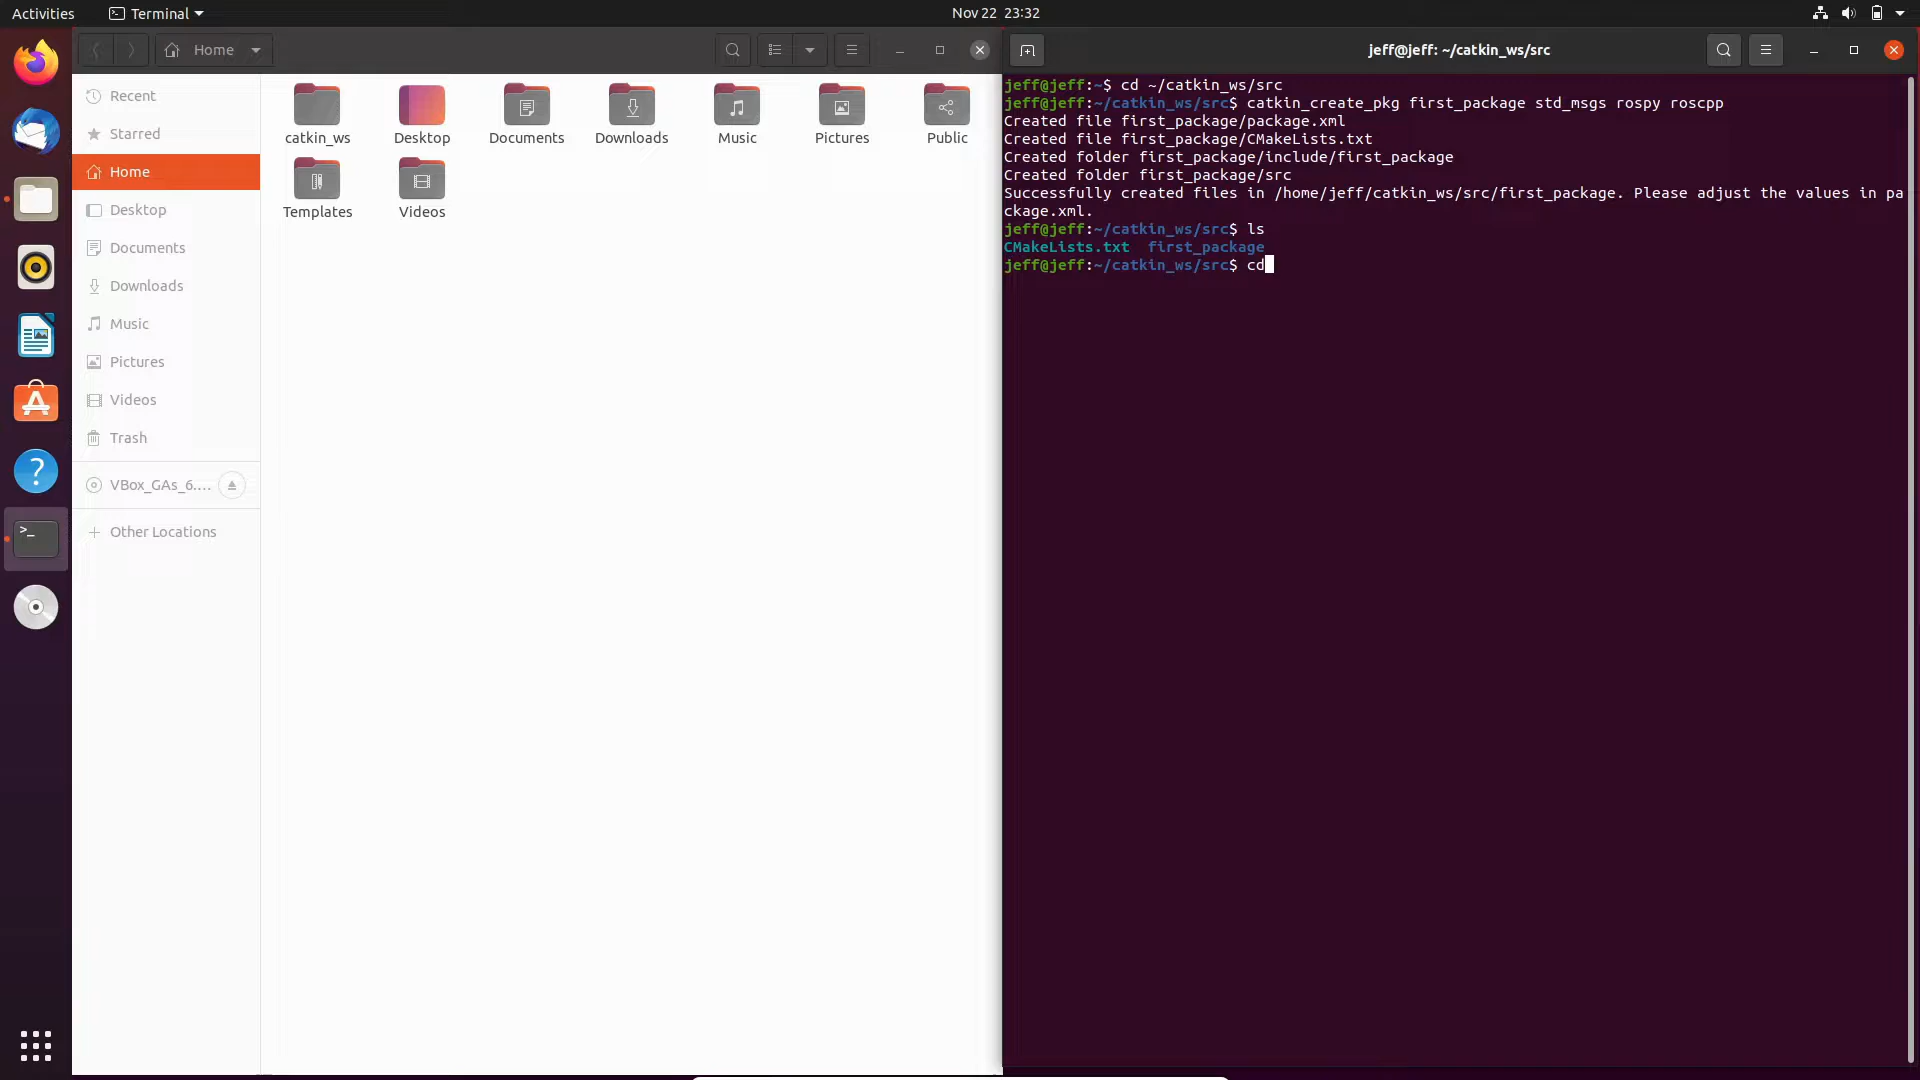 Activities
Terminal
Nov 22 23:32
Home
Recent
Starred
Home
Desktop
Documents
Downloads
Music
Pictures
Videos
Trash
VBox_GAs_6....
Other Locations
catkin_ws
Desktop
Documents
Downloads
Music
Pictures
Public
Templates
Videos
jeff@jeff: ~/catkin_ws/src
jeff@jeff:~$ cd ~/catkin_ws/src
jeff@jeff:~/catkin_ws/src$ catkin_create_pkg first_package std_msgs rospy roscpp
Created file first_package/package.xml
Created file first_package/CMakeLists.txt
Created folder first_package/include/first_package
Created folder first_package/src
Successfully created files in /home/jeff/catkin_ws/src/first_package. Please adjust the values in pa
ckage.xml.
jeff@jeff:~/catkin_ws/src$ ls
CMakeLists.txt first_package
jeff@jeff:~/catkin_ws/src$ cd